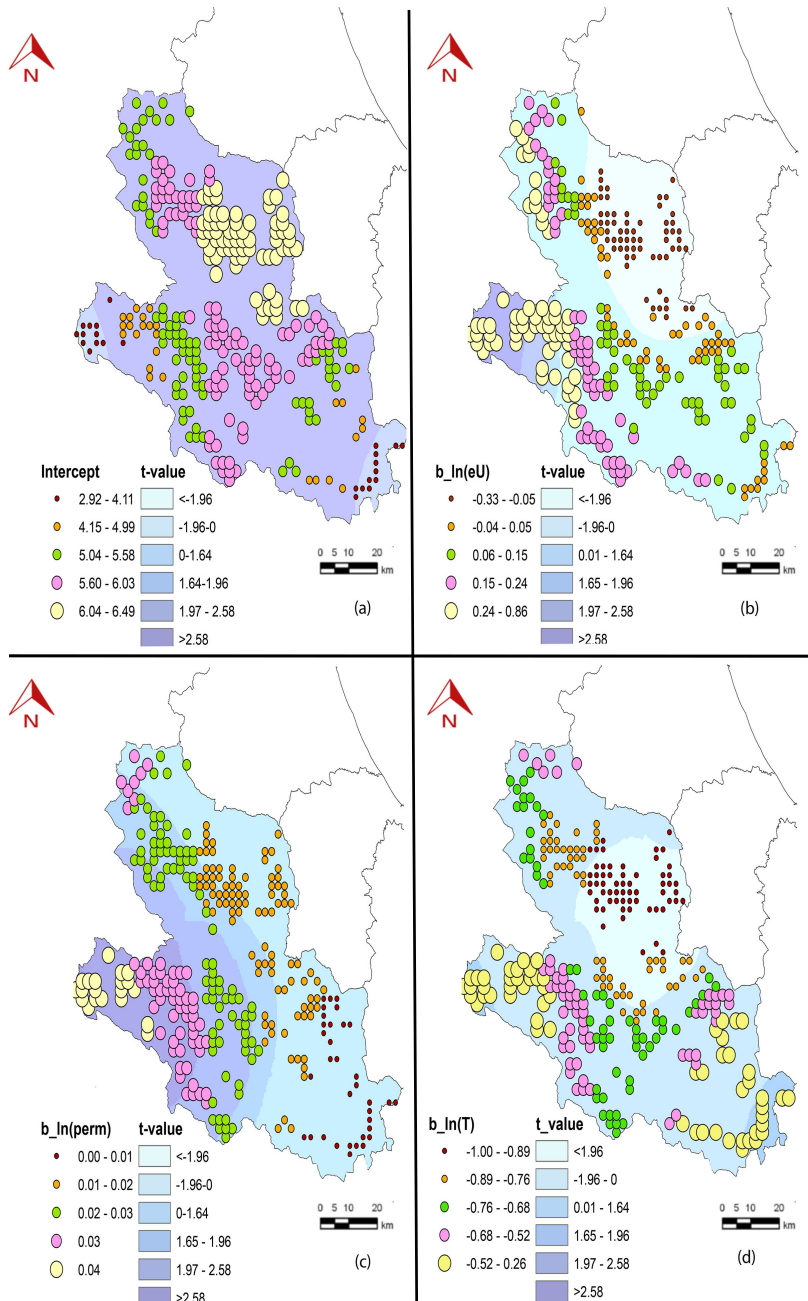 N
Intercept t-value
2.92 - 4.11 <-1.96
4.15 - 4.99 -1.96-0
5.04 - 5.58 0-1.64
5.60 - 6.03 1.64-1.96
6.04 - 6.49 1.97 - 2.58
>2.58
0 5 10 20
km
(a)
N
b_ln(eU) t-value
-0.33 - -0.05 <-1.96
-0.04 - 0.05 -1.96-0
0.06 - 0.15 0.01 - 1.64
0.15 - 0.24 1.65 - 1.96
0.24 - 0.86 1.97 - 2.58
>2.58
0 5 10 20
km
(b)
N
b_ln(perm) t-value
0.00 - 0.01 <-1.96
0.01 - 0.02 -1.96-0
0.02 - 0.03 0-1.64
0.03 1.65 - 1.96
0.04 1.97 - 2.58
>2.58
0 5 10 20
km
(c)
N
b_ln(T) t_value
-1.00 - -0.89 <1.96
-0.89 - -0.76 -1.96 - 0
-0.76 - -0.68 0.01 - 1.64
-0.68 - -0.52 1.65 - 1.96
-0.52 - 0.26 1.97 - 2.58
>2.58
0 5 10 20
km
(d)